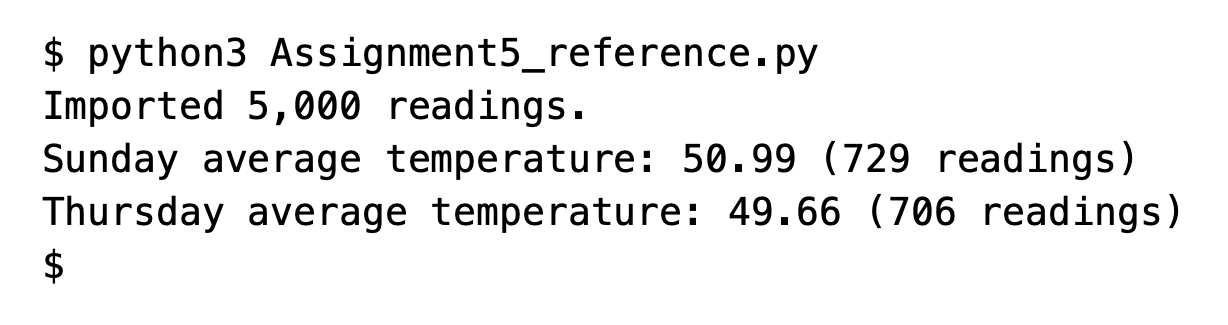 $ python3 Assignment5_reference.py
Imported 5,000 readings.
Sunday average temperature: 50.99 (729 readings)
Thursday average temperature: 49.66 (706 readings)
$